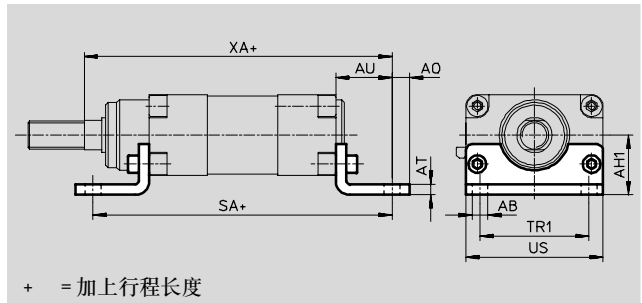 XA+
AU
AO
AT
SA+
AH1
AB
TR1
US
+ = 加上行程长度